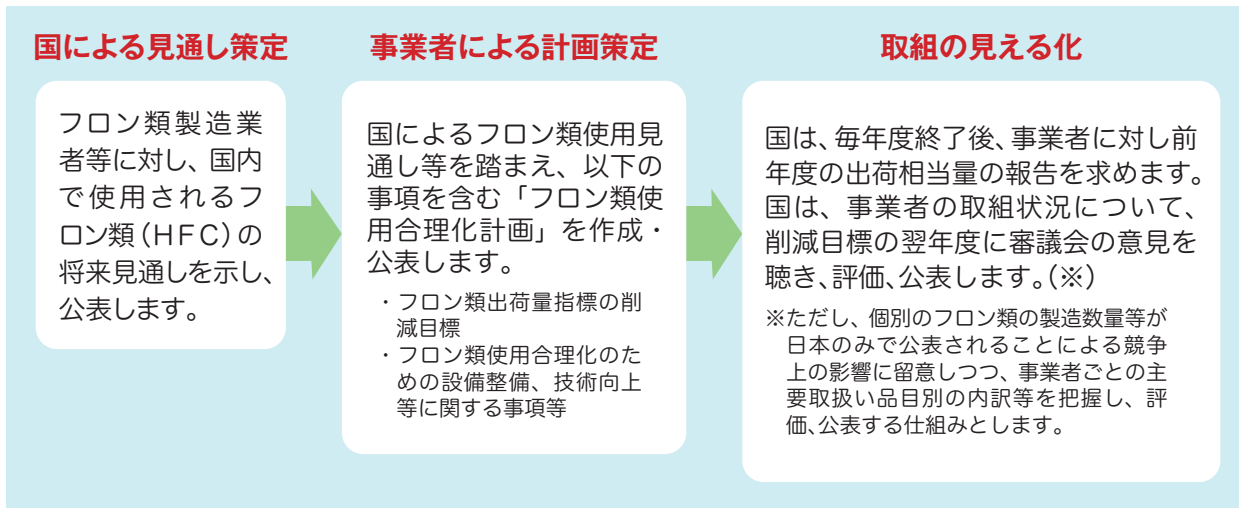 国による見通し策定
フロン類製造業
者等に対し、国内
で使用されるフ
ロン類（HFC）の
将来見通しを示し、
公表します。
事業者による計画策定
国によるフロン類使用見
通し等を踏まえ、以下の
事項を含む「フロン類使
用合理化計画」を作成・
公表します。
・フロン類出荷量指標の削
減目標
・フロン類使用合理化のた
めの設備整備、技術向上
等に関する事項等
取組の見える化
国は、毎年度終了後、事業者に対し前
年度の出荷相当量の報告を求めます。
国は、事業者の取組状況について、
削減目標の翌年度に審議会の意見を
聴き、評価、公表します。（※）
※ただし、個別のフロン類の製造数量等が
日本のみで公表されることによる競争
上の影響に留意しつつ、事業者ごとの主
要取扱い品目別の内訳等を把握し、評
価、公表する仕組みとします。